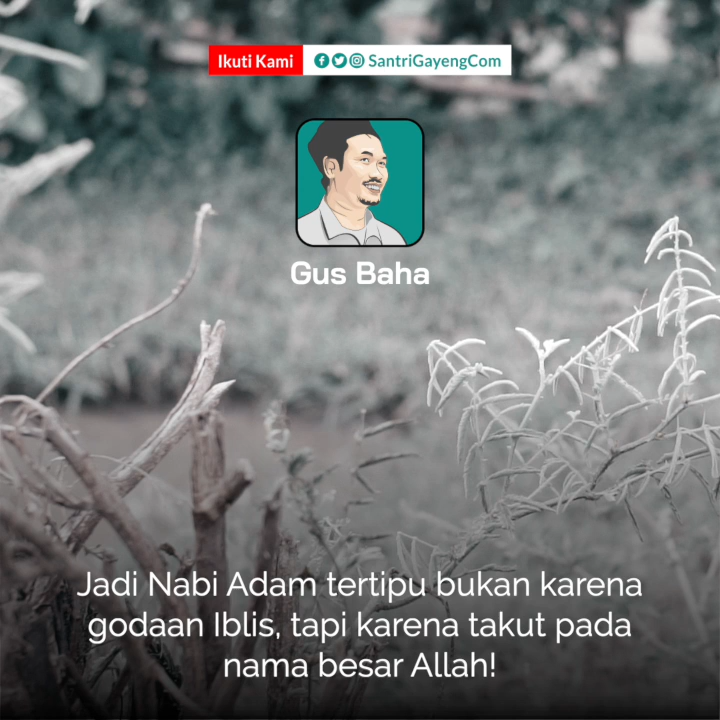 Ikuti Kami SantriGayengCom
Gus Baha
Jadi Nabi Adam tertipu bukan karena
godaan Iblis, tapi karena takut pada
nama besar Allah!